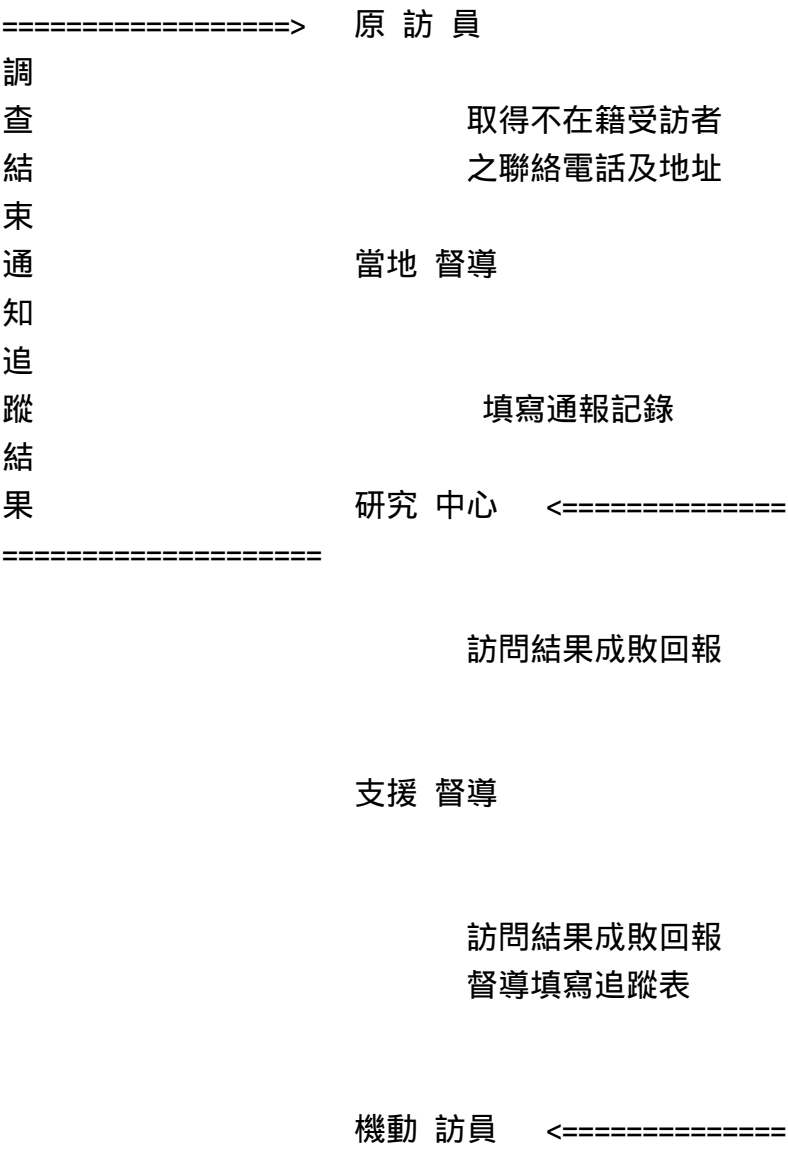 ==================> 原 訪 員
調
查 取得不在籍受訪者
結 之聯絡電話及地址
束
通 當地 督導
知
追
蹤 填寫通報記錄
結
果 研究 中心 <==============
====================
訪問結果成敗回報
支援 督導
訪問結果成敗回報
督導填寫追蹤表
機動 訪員 <==============